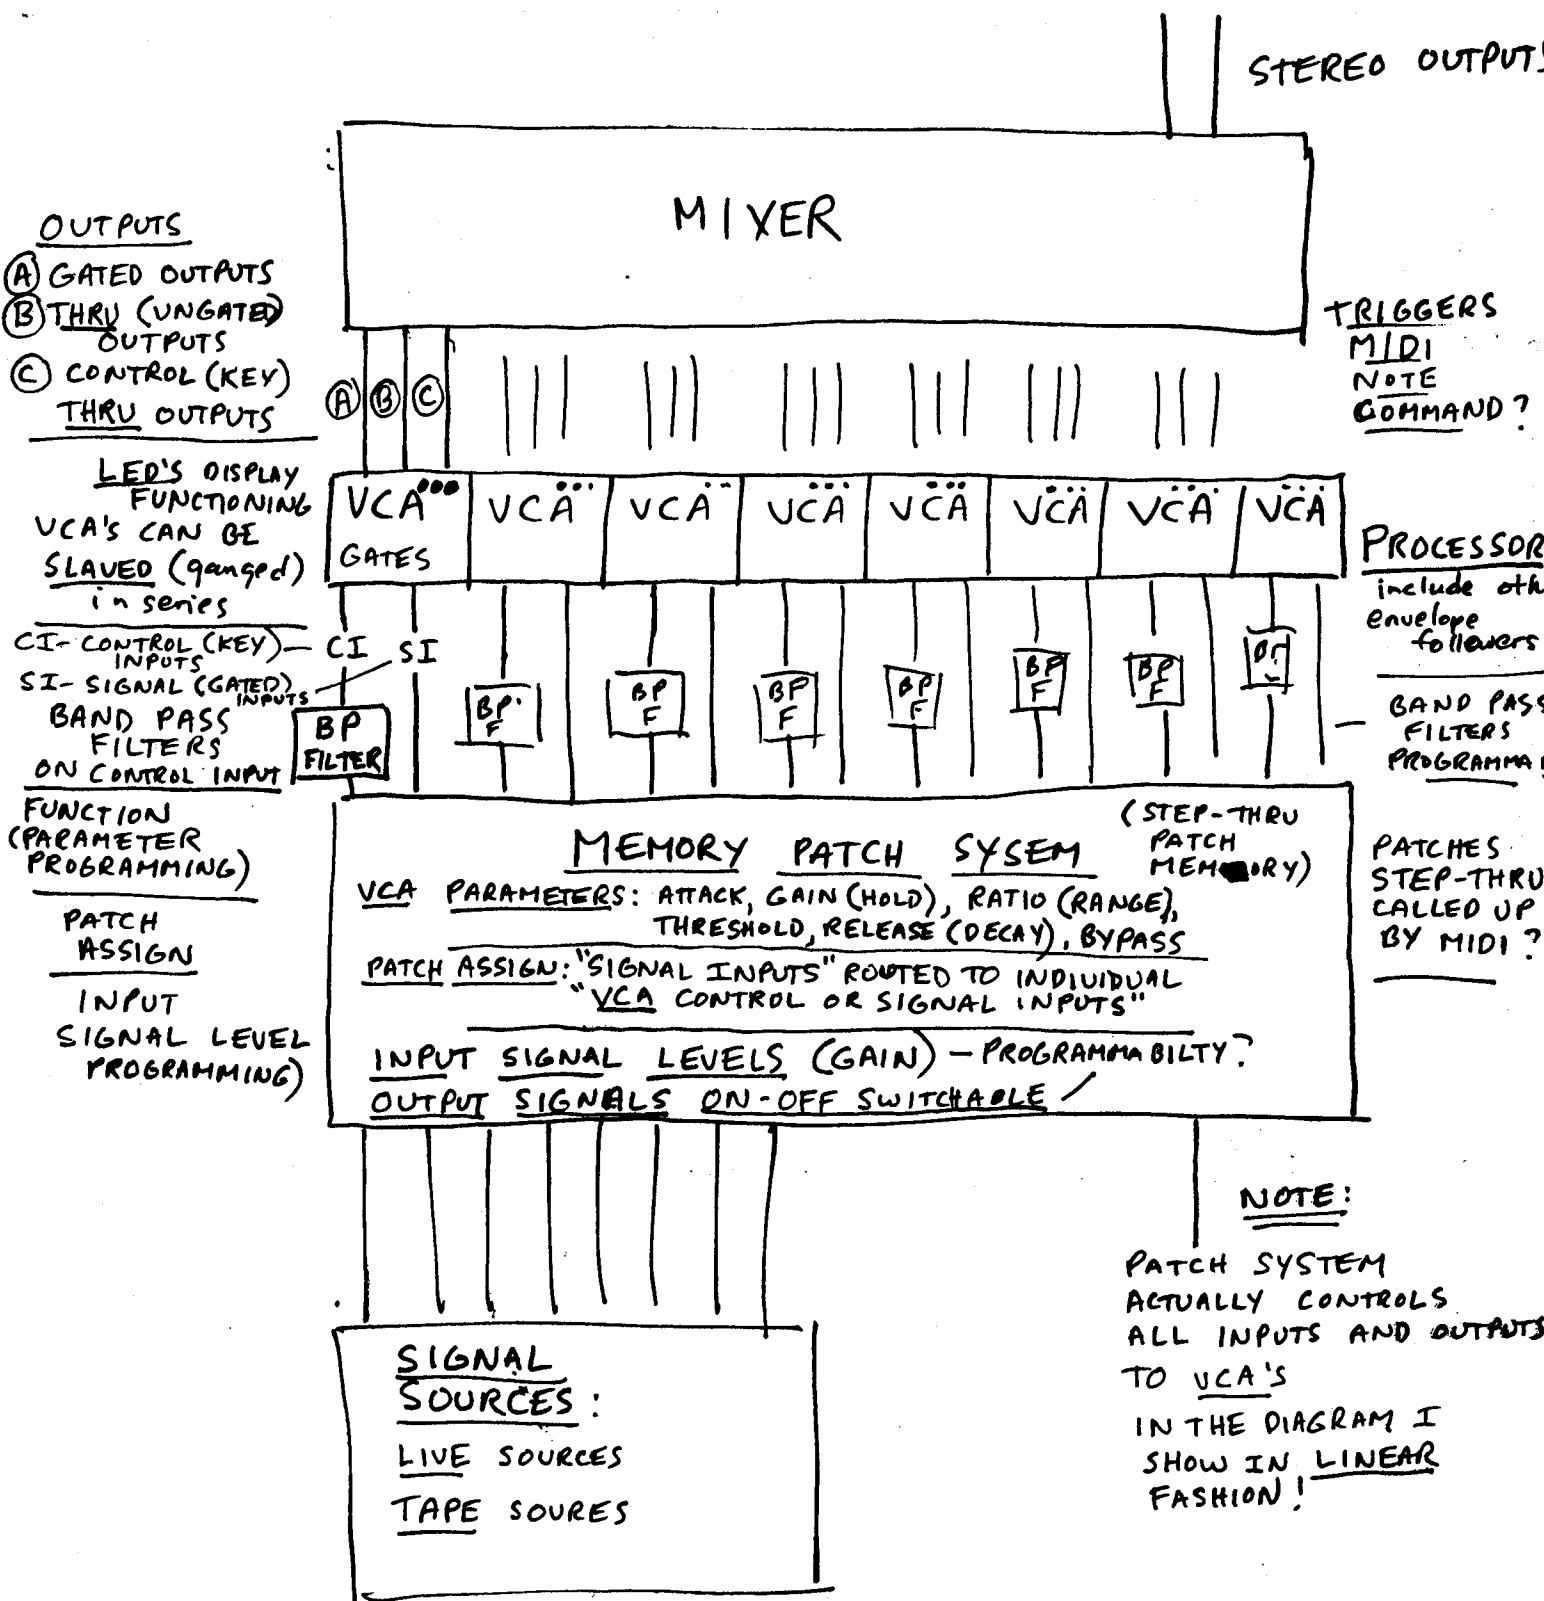 STEREO OUTPUTS
MIXER
OUTPUTS
A GATED OUTPUTS
B THRU (UNGATED)
OUTPUTS
C CONTROL (KEY)
THRU OUTPUTS
A B C
TRIGGERS
MIDI
NOTE
COMMAND?
LED'S DISPLAY
FUNCTIONING
VCA'S CAN BE
SLAVED (ganged)
in series
VCA VCA VCA VCA VCA VCA VCA VCA
GATES
PROCESSOR
include
envelope
followers
CI- CONTROL (KEY)
INPUTS
SI- SIGNAL (GATED)
INPUTS
CI SI
BAND PASS
FILTERS
ON CONTROL INPUT
BP
FILTER
BP
F
BP
F
BP
F
BP
F
BP
F
BP
F
BAND PASS
FILTERS
FUNCTION
(PARAMETER
PROGRAMMING)
PATCH
ASSIGN
INPUT
SIGNAL LEVEL
PROGRAMMING)
MEMORY PATCH SYSEM
(STEP-THRU
PATCH
MEMORY)
VCA PARAMETERS: ATTACK, GAIN (HOLD), RATIO (RANGE),
THRESHOLD, RELEASE (DECAY), BYPASS
PATCH ASSIGN: "SIGNAL INPUTS" ROUTED TO INDIVIDUAL
"VCA CONTROL OR SIGNAL INPUTS"
INPUT SIGNAL LEVELS (GAIN) - PROGRAMMABILTY?
OUTPUT SIGNALS ON-OFF SWITCHABLE
PATCHES
STEP-THRU
CALLED UP
BY MIDI?
SIGNAL
SOURCES:
LIVE SOURCES
TAPE SOURES
NOTE:
PATCH SYSTEM
ACTUALLY CONTROLS
ALL INPUTS AND OUTPUTS
TO VCA'S
IN THE DIAGRAM I
SHOW IN LINEAR
FASHION!